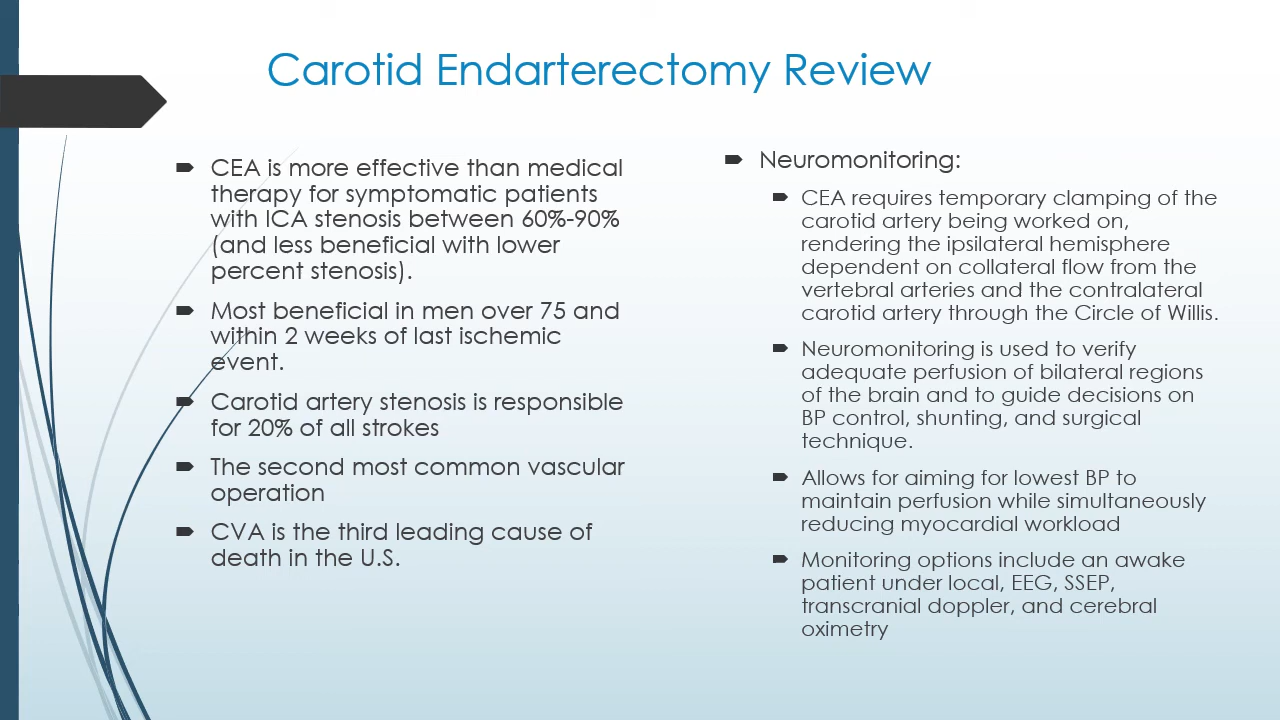 Carotid Endarterectomy Review
CEA is more effective than medical
therapy for symptomatic patients
with ICA stenosis between 60%-90%
(and less beneficial with lower
percent stenosis).
Most beneficial in men over 75 and
within 2 weeks of last ischemic
event.
Carotid artery stenosis is responsible
for 20% of all strokes
The second most common vascular
operation
CVA is the third leading cause of
death in the U.S.
Neuromonitoring:
CEA requires temporary clamping of the
carotid artery being worked on,
rendering the ipsilateral hemisphere
dependent on collateral flow from the
vertebral arteries and the contralateral
carotid artery through the Circle of Willis.
Neuromonitoring is used to verify
adequate perfusion of bilateral regions
of the brain and to guide decisions on
BP control, shunting, and surgical
technique.
Allows for aiming for lowest BP to
maintain perfusion while simultaneously
reducing myocardial workload
Monitoring options include an awake
patient under local, EEG, SSEP,
transcranial doppler, and cerebral
oximetry